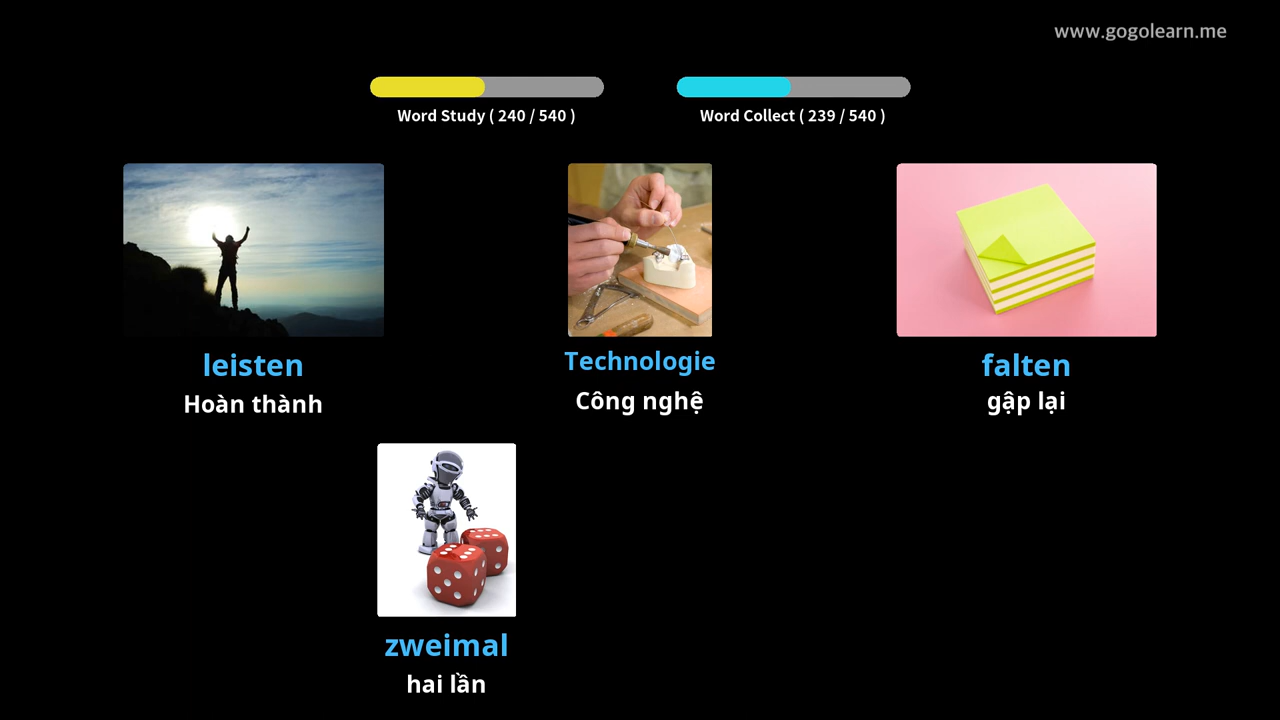 www.gogolearn.me
Word Study ( 240 / 540 )
Word Collect ( 239 / 540 )
leisten
Hoàn thành
Technologie
Công nghệ
falten
gập lại
zweimal
hai lần